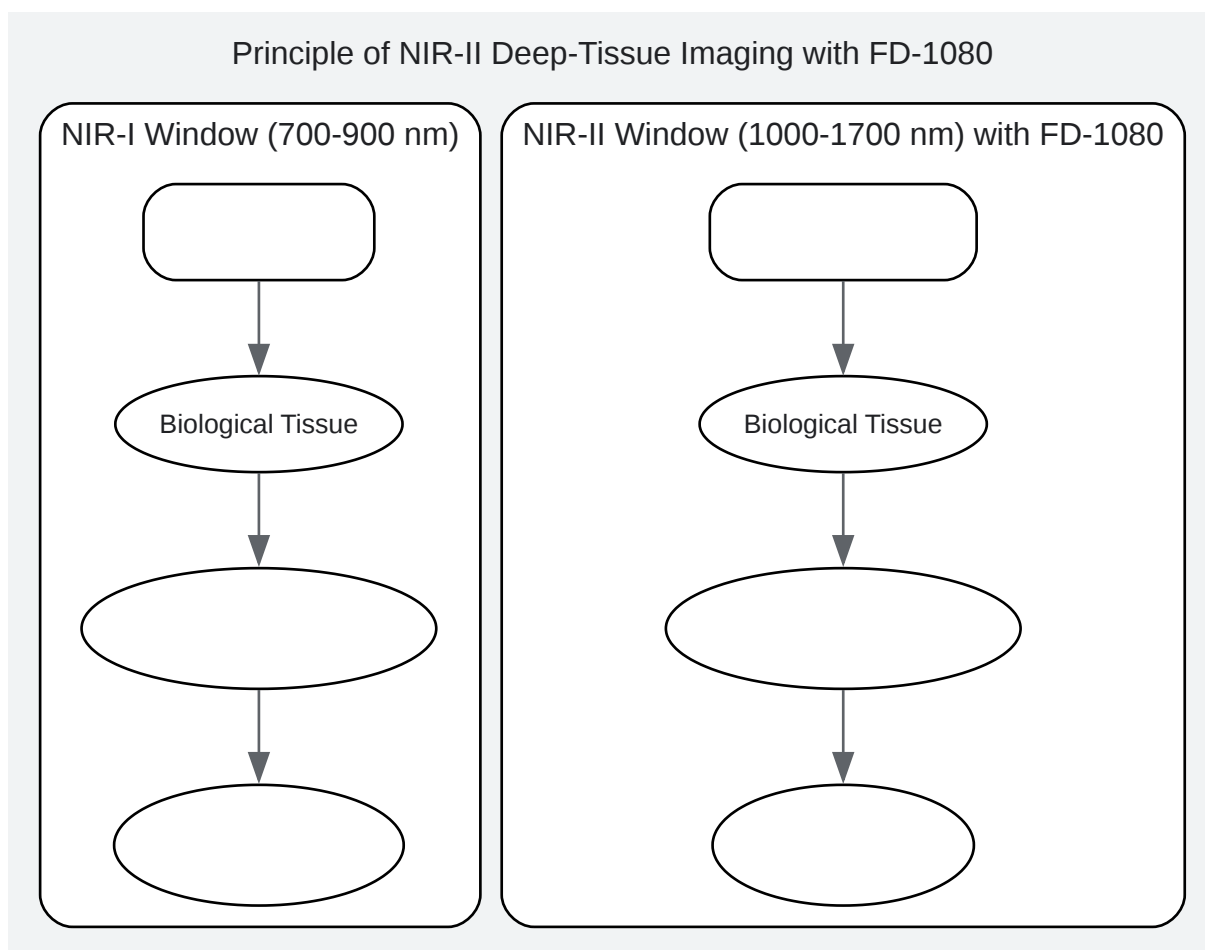 Principle of NIR-II Deep-Tissue Imaging with FD-1080
NIR-I Window (700-900 nm)
NIR-II Window (1000-1700 nm) with FD-1080
Biological Tissue
Biological Tissue